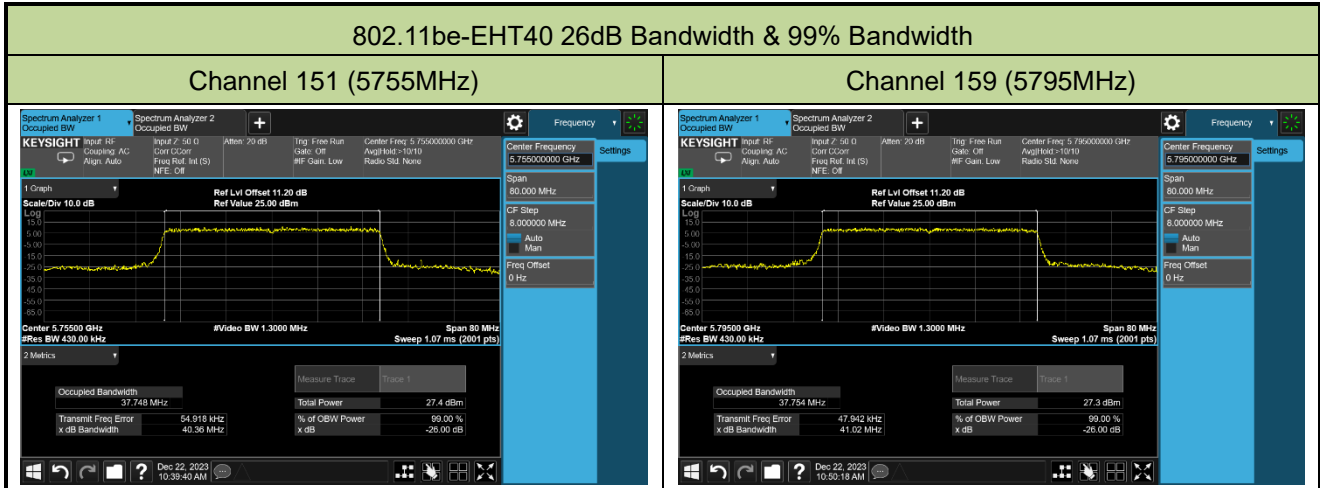 802.11be-EHT40 26dB Bandwidth & 99% Bandwidth
Channel 151 (5755MHz)
Channel 159 (5795MHz)
Spectrum Analyzer 1
Occupied BW
Spectrum Analyzer 2
Occupied BW
+
Frequency
KEYSIGHT
Input: RF
Coupling: AC
Align: Auto
Input Z: 50 Ω
Corr CCorr
Freq Ref: Int (S)
NFE: Off
Atten: 20 dB
Trig: Free Run
Gate: Off
#IF Gain: Low
Center Freq: 5.755000000 GHz
Avg|Hold:>10/10
Radio Std: None
Center Frequency
5.755000000 GHz
Settings
Span
80.000 MHz
CF Step
8.000000 MHz
Auto
Man
Freq Offset
0 Hz
1 Graph
Scale/Div 10.0 dB
Ref Lvl Offset 11.20 dB
Ref Value 25.00 dBm
Log
15.0
5.00
-5.00
-15.0
-25.0
-35.0
-45.0
-55.0
-65.0
Center 5.75500 GHz
#Res BW 430.00 kHz
#Video BW 1.3000 MHz
Span 80 MHz
Sweep 1.07 ms (2001 pts)
2 Metrics
Measure Trace
Trace 1
Occupied Bandwidth
37.748 MHz
Total Power
27.4 dBm
Transmit Freq Error
54.918 kHz
% of OBW Power
99.00 %
x dB Bandwidth
40.36 MHz
x dB
-26.00 dB
?
Dec 22, 2023
10:39:40 AM
Spectrum Analyzer 1
Occupied BW
Spectrum Analyzer 2
Occupied BW
+
Frequency
KEYSIGHT
Input: RF
Coupling: AC
Align: Auto
Input Z: 50 Ω
Corr CCorr
Freq Ref: Int (S)
NFE: Off
Atten: 20 dB
Trig: Free Run
Gate: Off
#IF Gain: Low
Center Freq: 5.795000000 GHz
Avg|Hold:>10/10
Radio Std: None
Center Frequency
5.795000000 GHz
Settings
Span
80.000 MHz
CF Step
8.000000 MHz
Auto
Man
Freq Offset
0 Hz
1 Graph
Scale/Div 10.0 dB
Ref Lvl Offset 11.20 dB
Ref Value 25.00 dBm
Log
15.0
5.00
-5.00
-15.0
-25.0
-35.0
-45.0
-55.0
-65.0
Center 5.79500 GHz
#Res BW 430.00 kHz
#Video BW 1.3000 MHz
Span 80 MHz
Sweep 1.07 ms (2001 pts)
2 Metrics
Measure Trace
Trace 1
Occupied Bandwidth
37.754 MHz
Total Power
27.3 dBm
Transmit Freq Error
47.942 kHz
% of OBW Power
99.00 %
x dB Bandwidth
41.02 MHz
x dB
-26.00 dB
?
Dec 22, 2023
10:50:18 AM